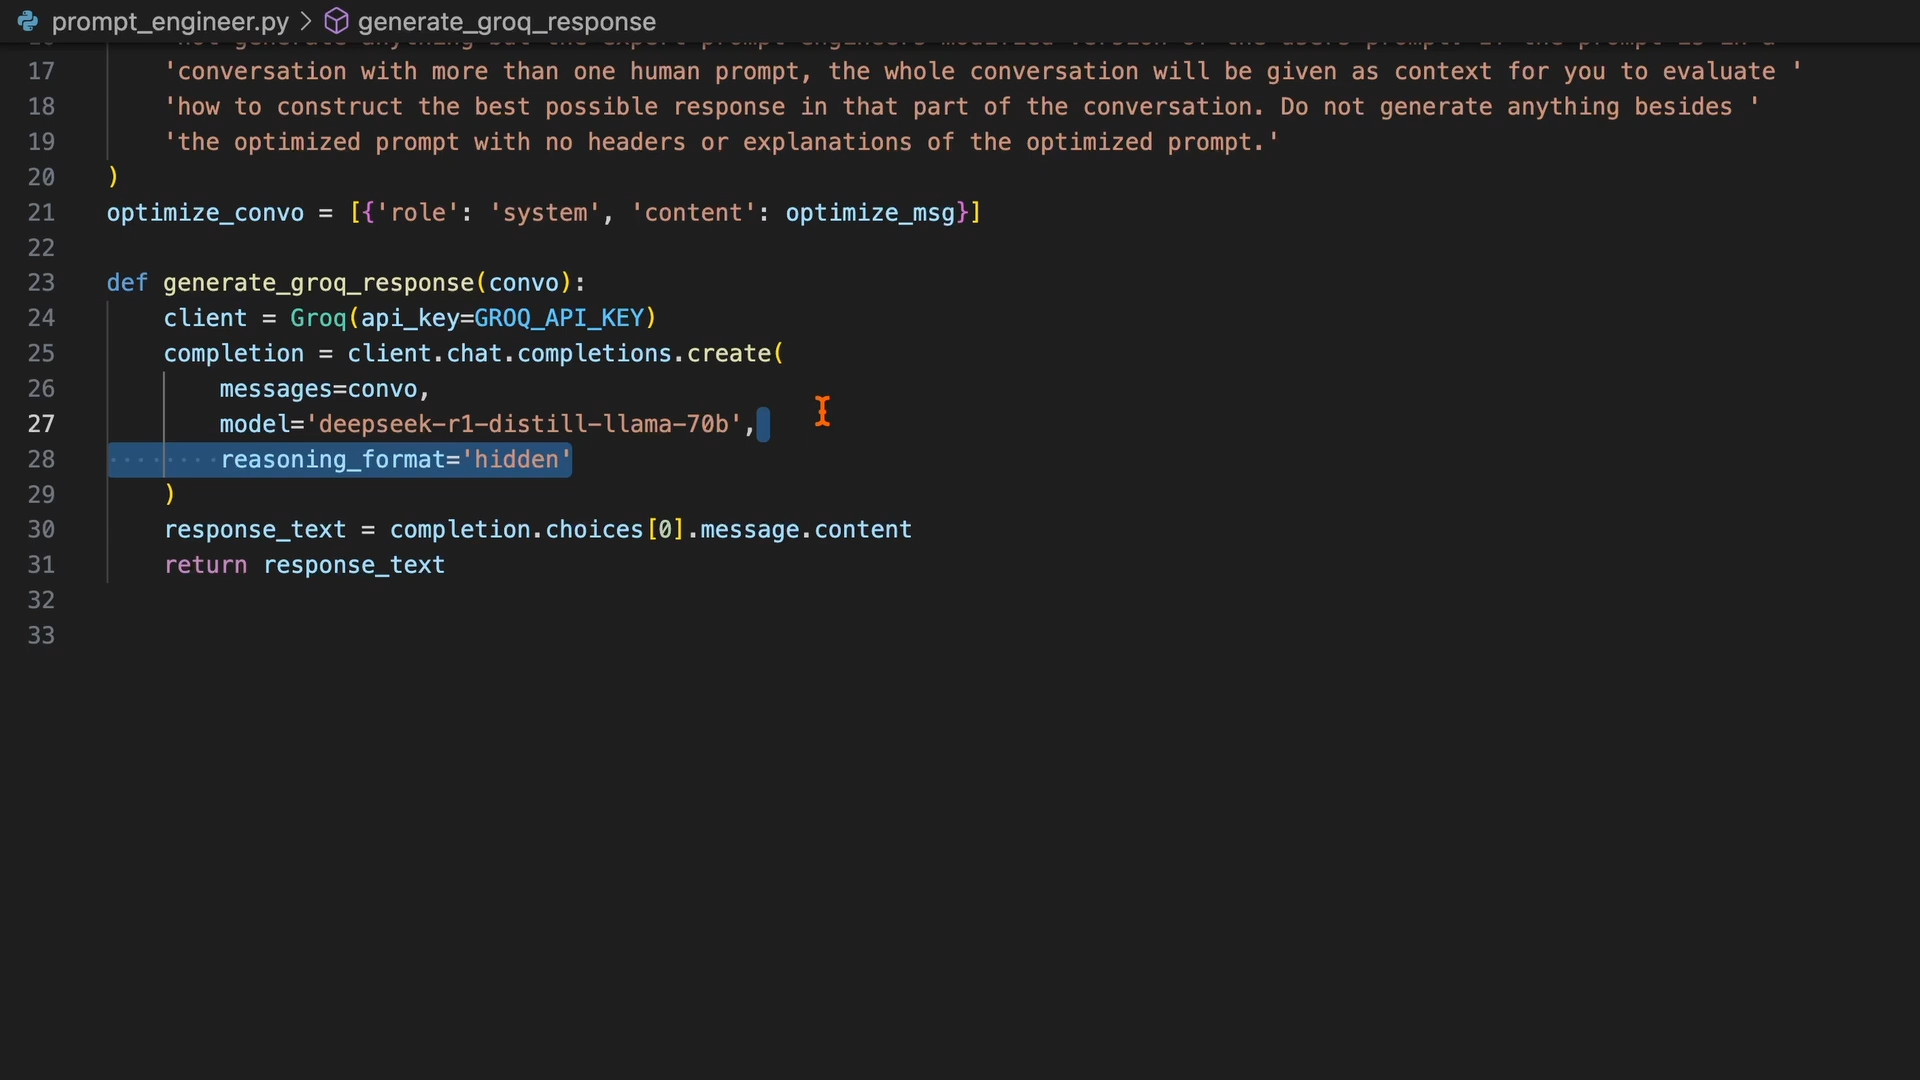 prompt_engineer.py > generate_groq_response
17 'conversation with more than one human prompt, the whole conversation will be given as context for you to evaluate '
18 'how to construct the best possible response in that part of the conversation. Do not generate anything besides '
19 'the optimized prompt with no headers or explanations of the optimized prompt.'
20 )
21 optimize_convo = [{'role': 'system', 'content': optimize_msg}]
22
23 def generate_groq_response(convo):
24 client = Groq(api_key=GROQ_API_KEY)
25 completion = client.chat.completions.create(
26 messages=convo,
27 model='deepseek-r1-distill-llama-70b',
28 reasoning_format='hidden'
29 )
30 response_text = completion.choices[0].message.content
31 return response_text
32
33